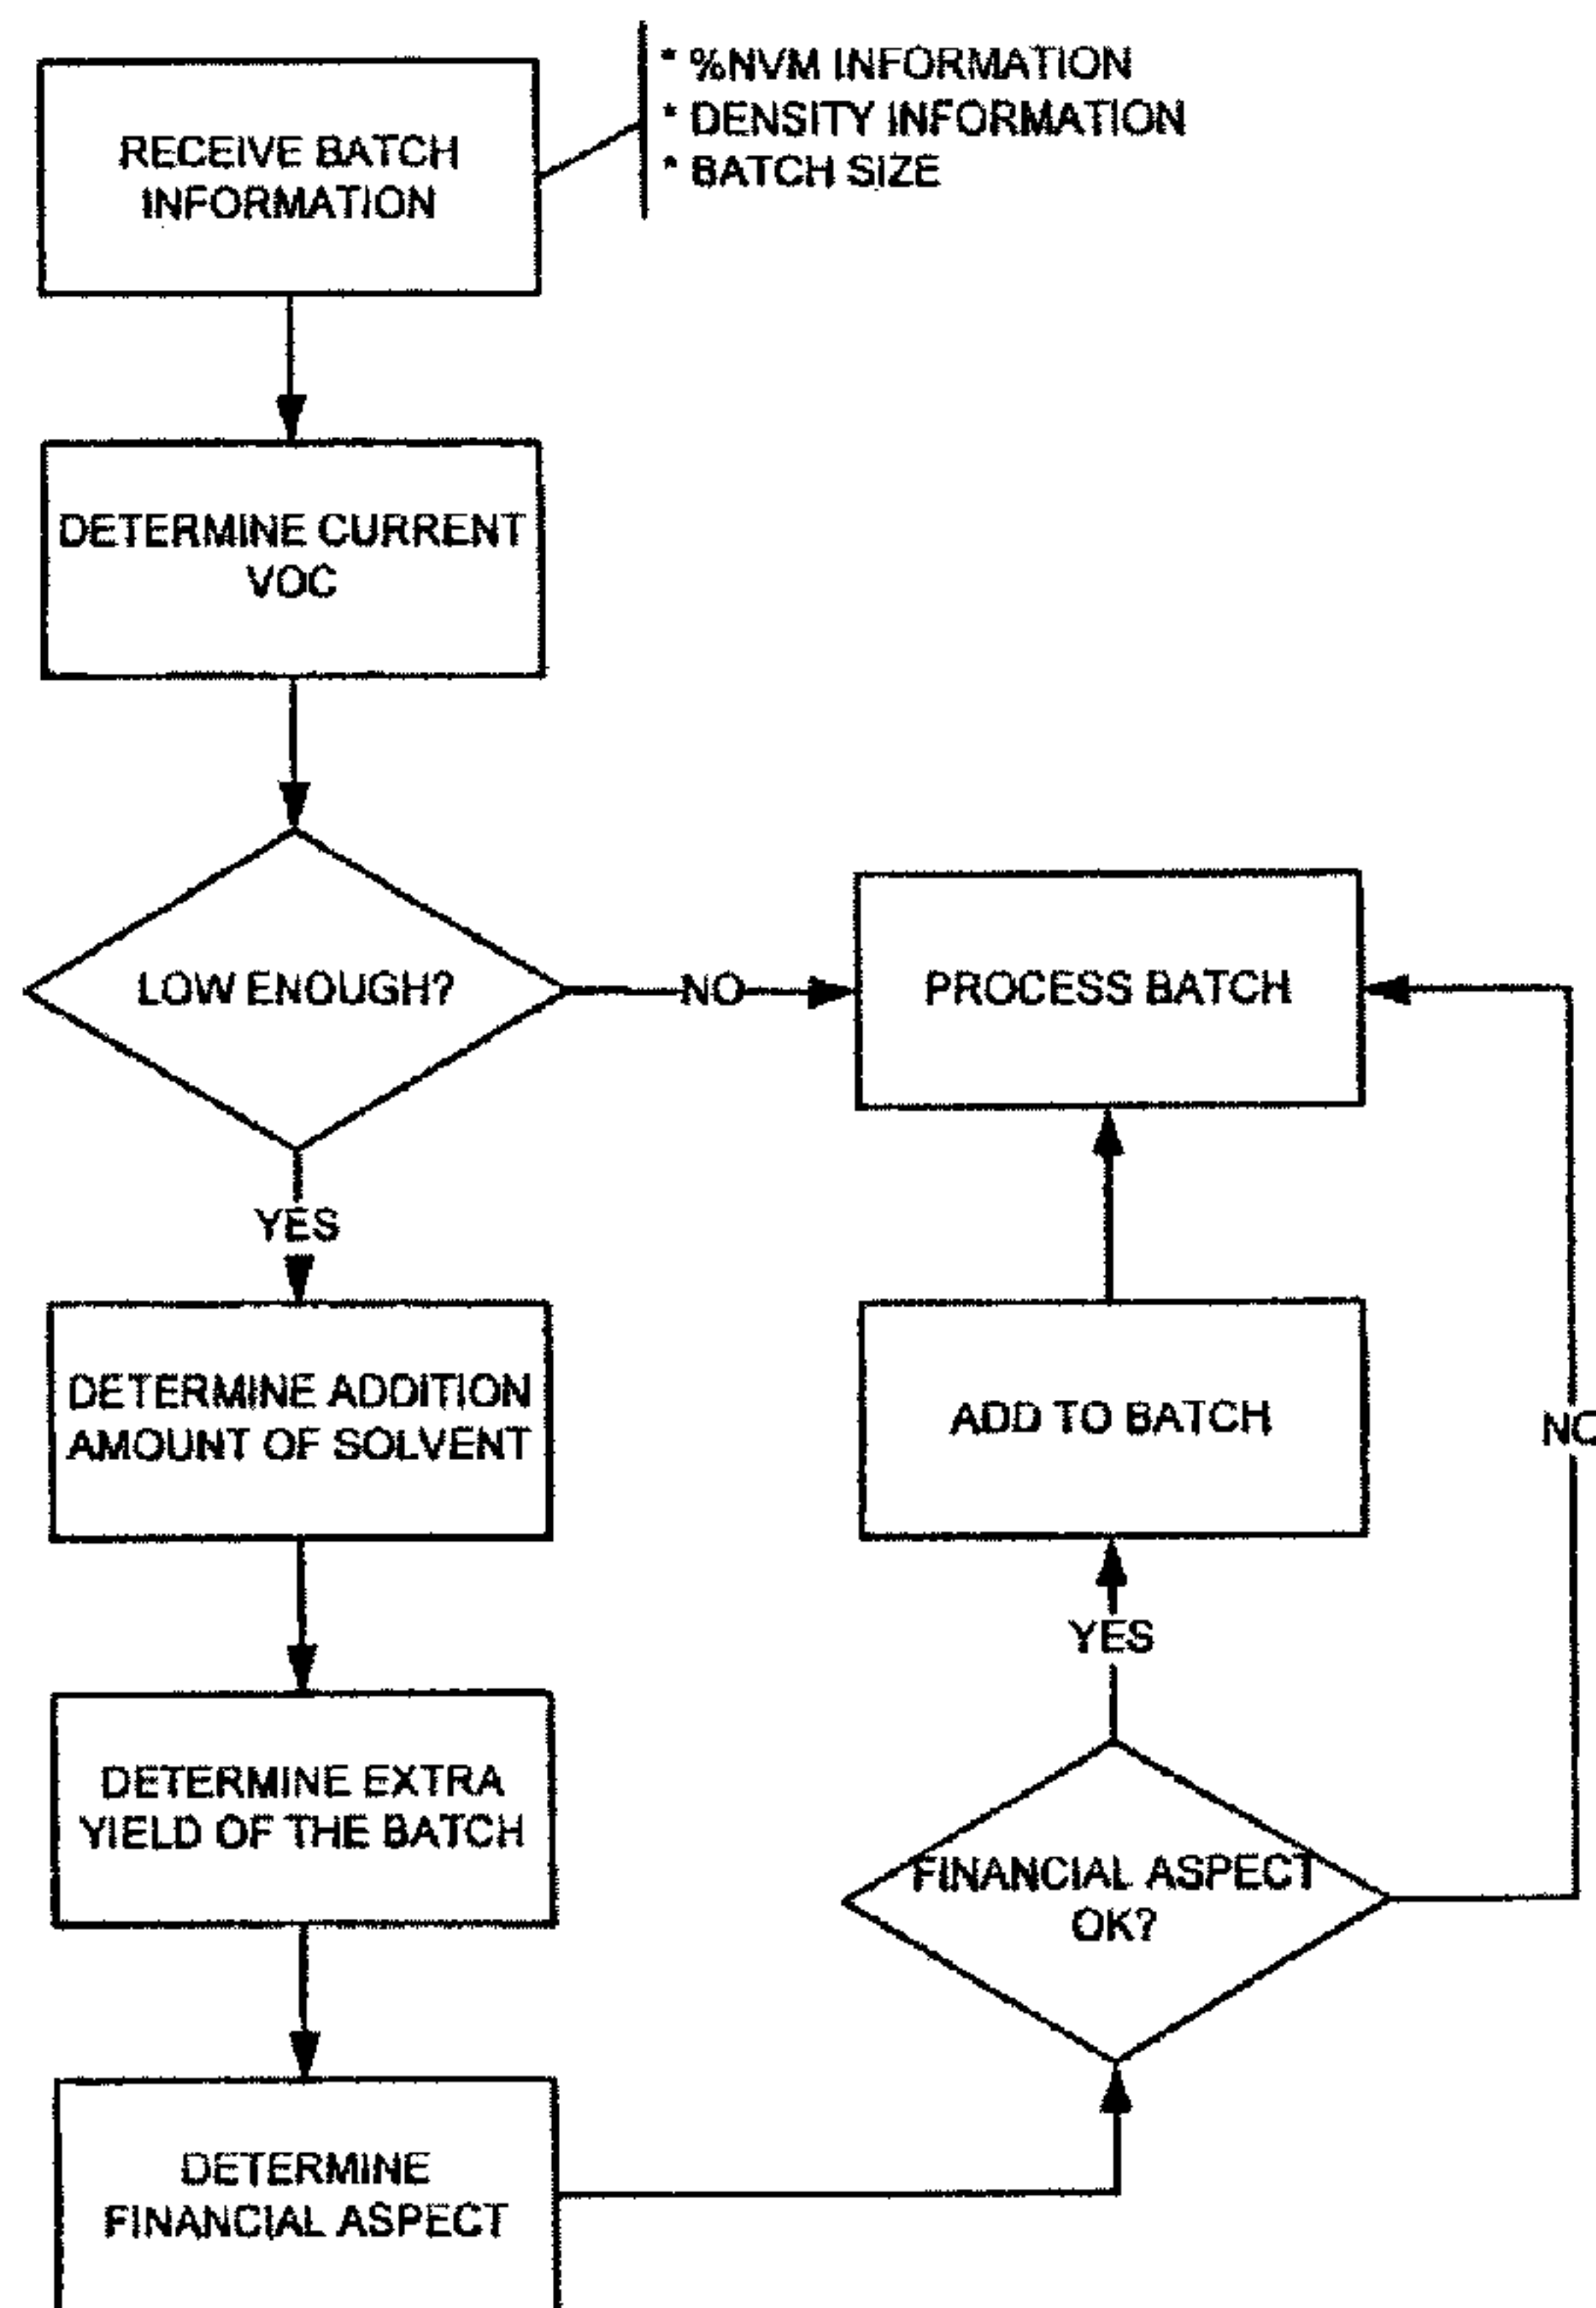 RECEIVE BATCH
INFORMATION
* %NVM INFORMATION
* DENSITY INFORMATION
* BATCH SIZE
DETERMINE CURRENT
VOC
LOW ENOUGH?
NO
PROCESS BATCH
YES
DETERMINE ADDITION
AMOUNT OF SOLVENT
ADD TO BATCH
NO
YES
DETERMINE EXTRA
YIELD OF THE BATCH
FINANCIAL ASPECT
OK?
DETERMINE
FINANCIAL ASPECT